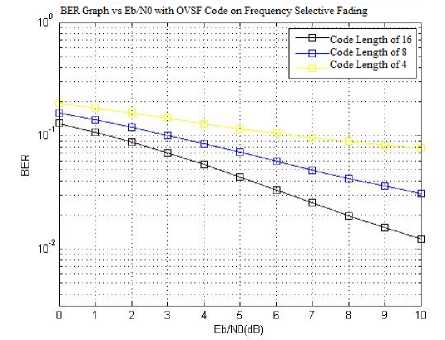 BER Graph vs Eb/N0 with OVSF Code on Frequency Selective Fading
10^0
Code Length of 16
Code Length of 8
Code Length of 4
10^-1
BER
10^-2
0 1 2 3 4 5 6 7 8 9 10
Eb/N0(dB)